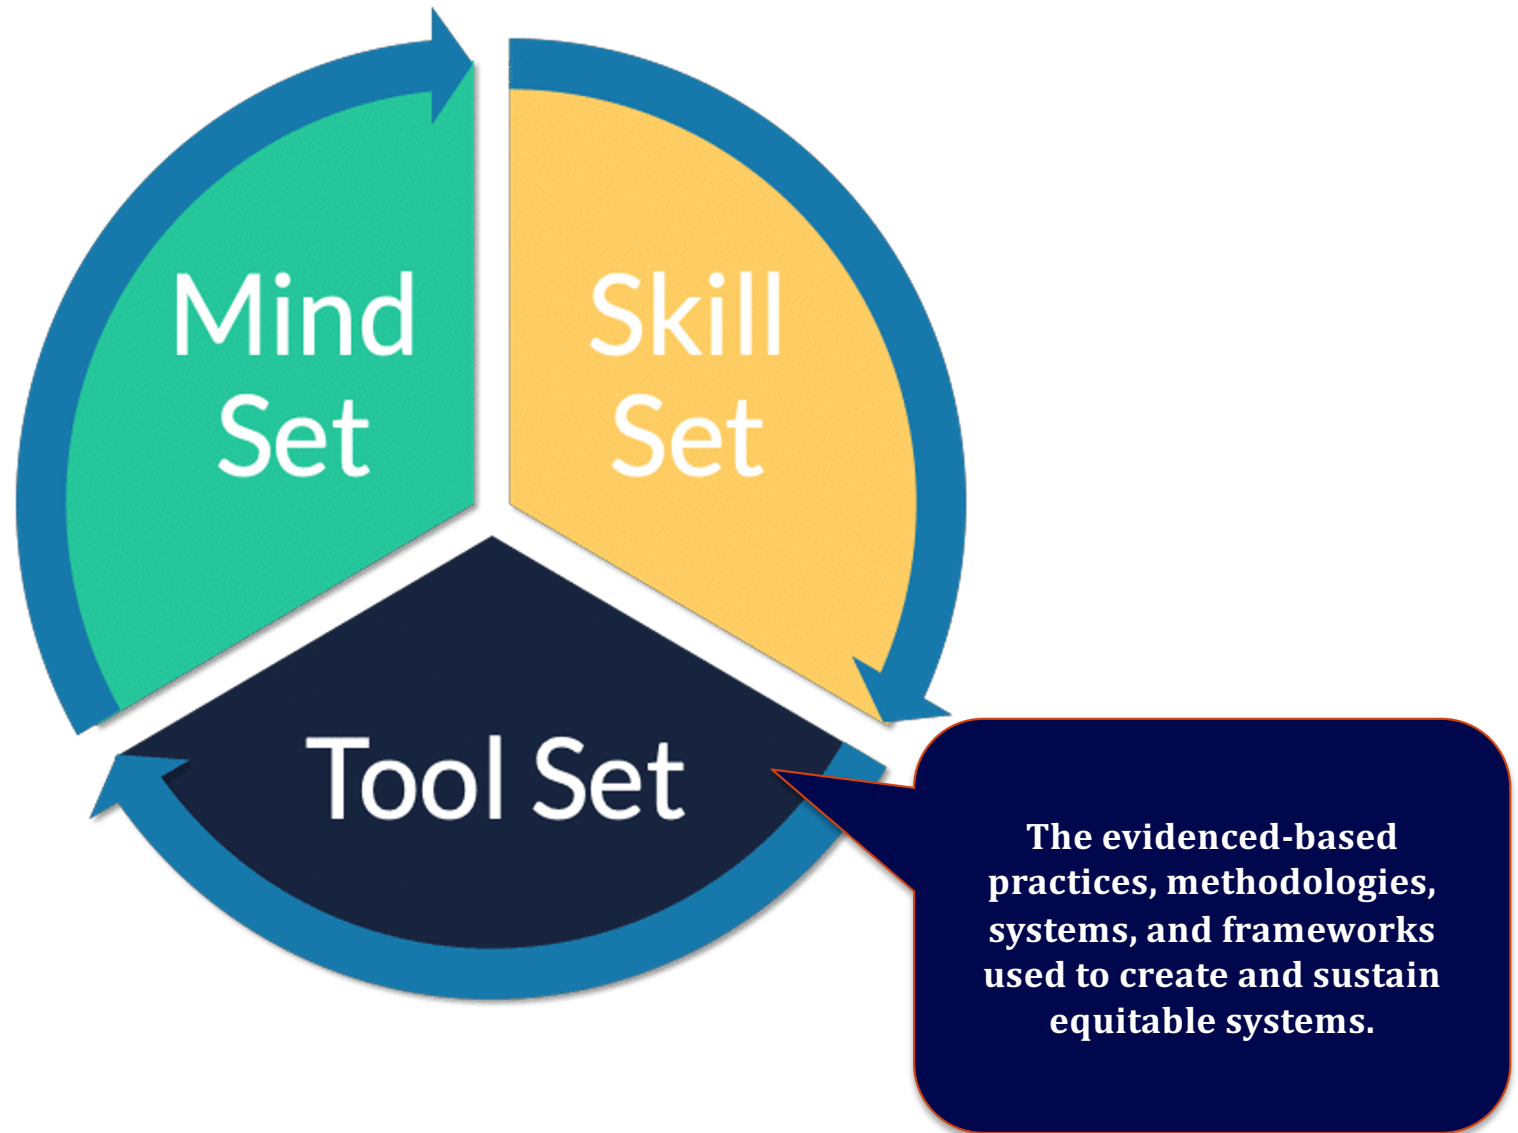 Mind
Set
Skill
Set
Tool Set
The evidenced-based
practices, methodologies,
systems, and frameworks
used to create and sustain
equitable systems.